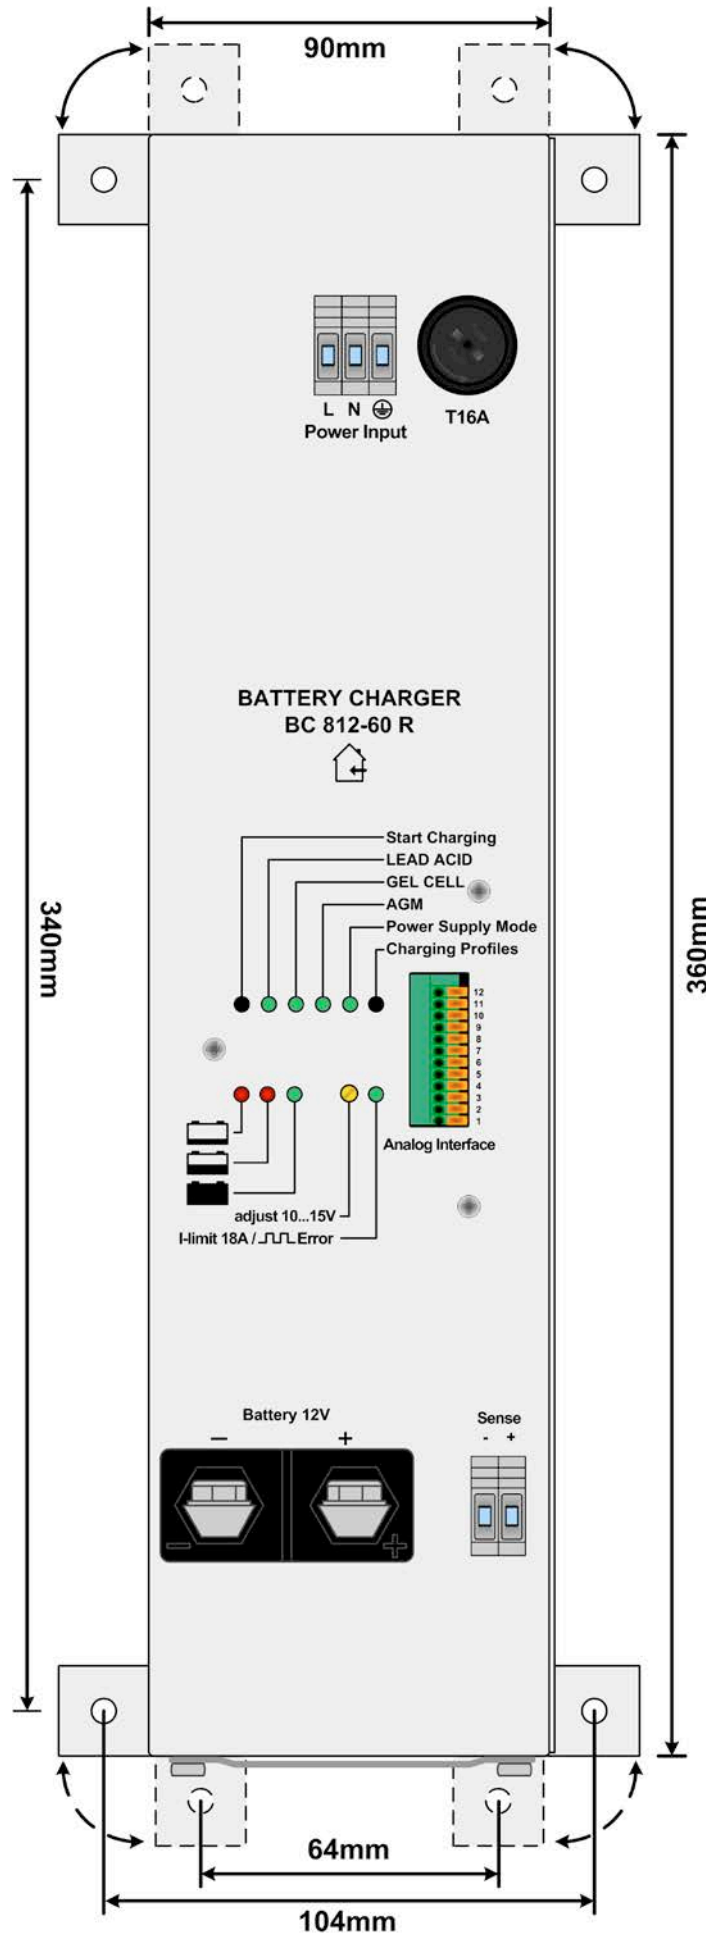 90mm
L N
Power Input
T16A
BATTERY CHARGER
BC 812-60 R
Start Charging
LEAD ACID
GEL CELL
AGM
Power Supply Mode
Charging Profiles
340mm
360mm
12
11
10
9
8
7
6
5
4
3
2
1
Analog Interface
adjust 10...15V
I-limit 18A / Error
Battery 12V
− +
Sense
- +
− +
64mm
104mm